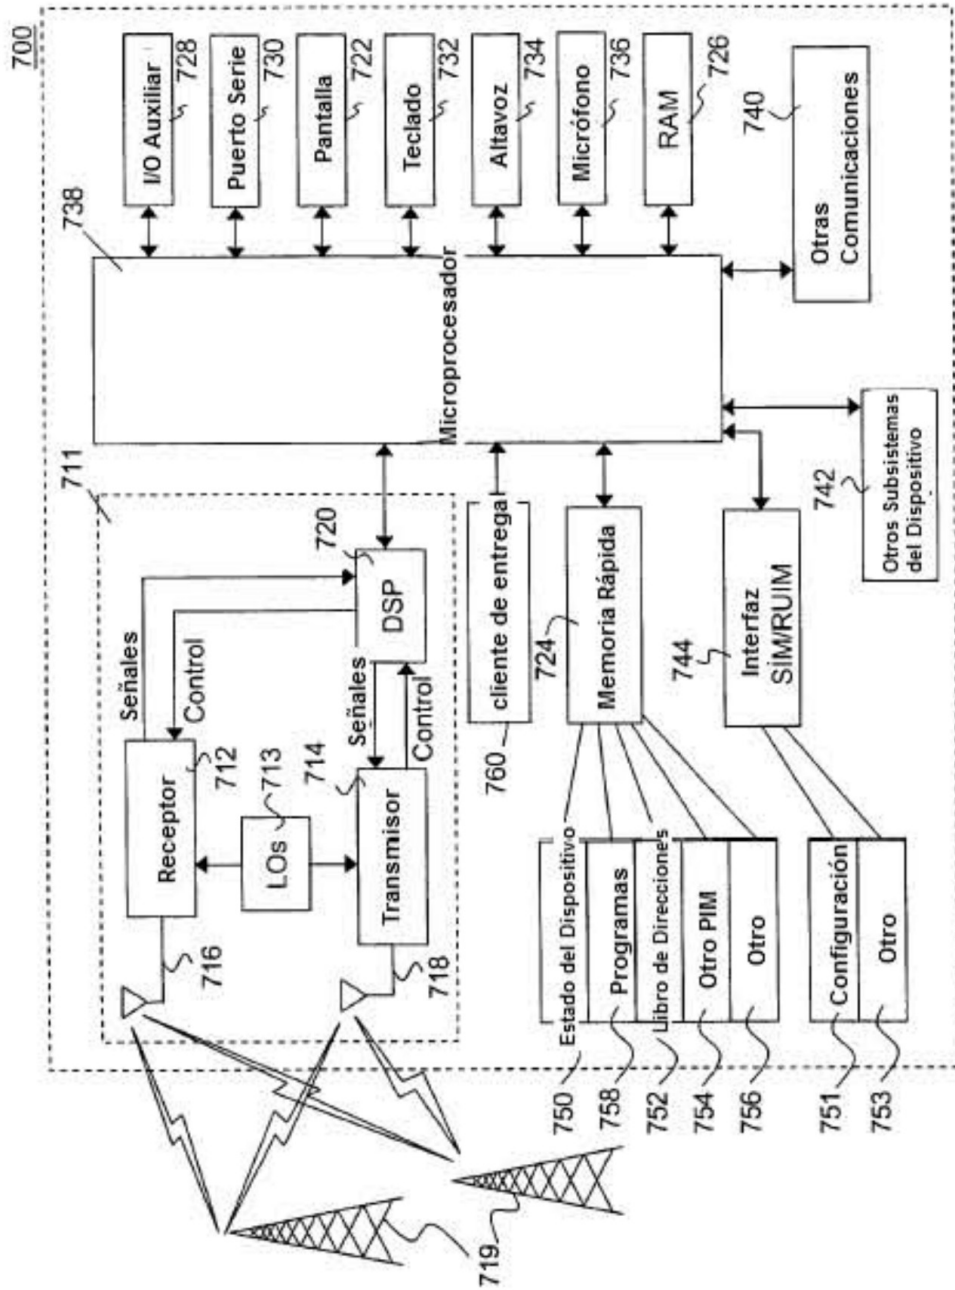 700
738
I/O Auxiliar
728
Puerto Serie
730
Pantalla
722
Teclado
732
Altavoz
734
Micrófono
736
RAM
726
740
Otras
Comunicaciones
Microprocesador
711
720
DSP
Señales
Control
Señales
Control
Receptor
712
LOs
713
Transmisor
714
716
718
719
cliente de entrega
760
Memoria Rápida
724
Estado del Dispositivo
750
Programas
758
Libro de Direcciones
752
Otro PIM
754
Otro
756
Interfaz
SIM/RUIM
744
Configuración
751
Otro
753
742
Otros Subsistemas
del Dispositivo